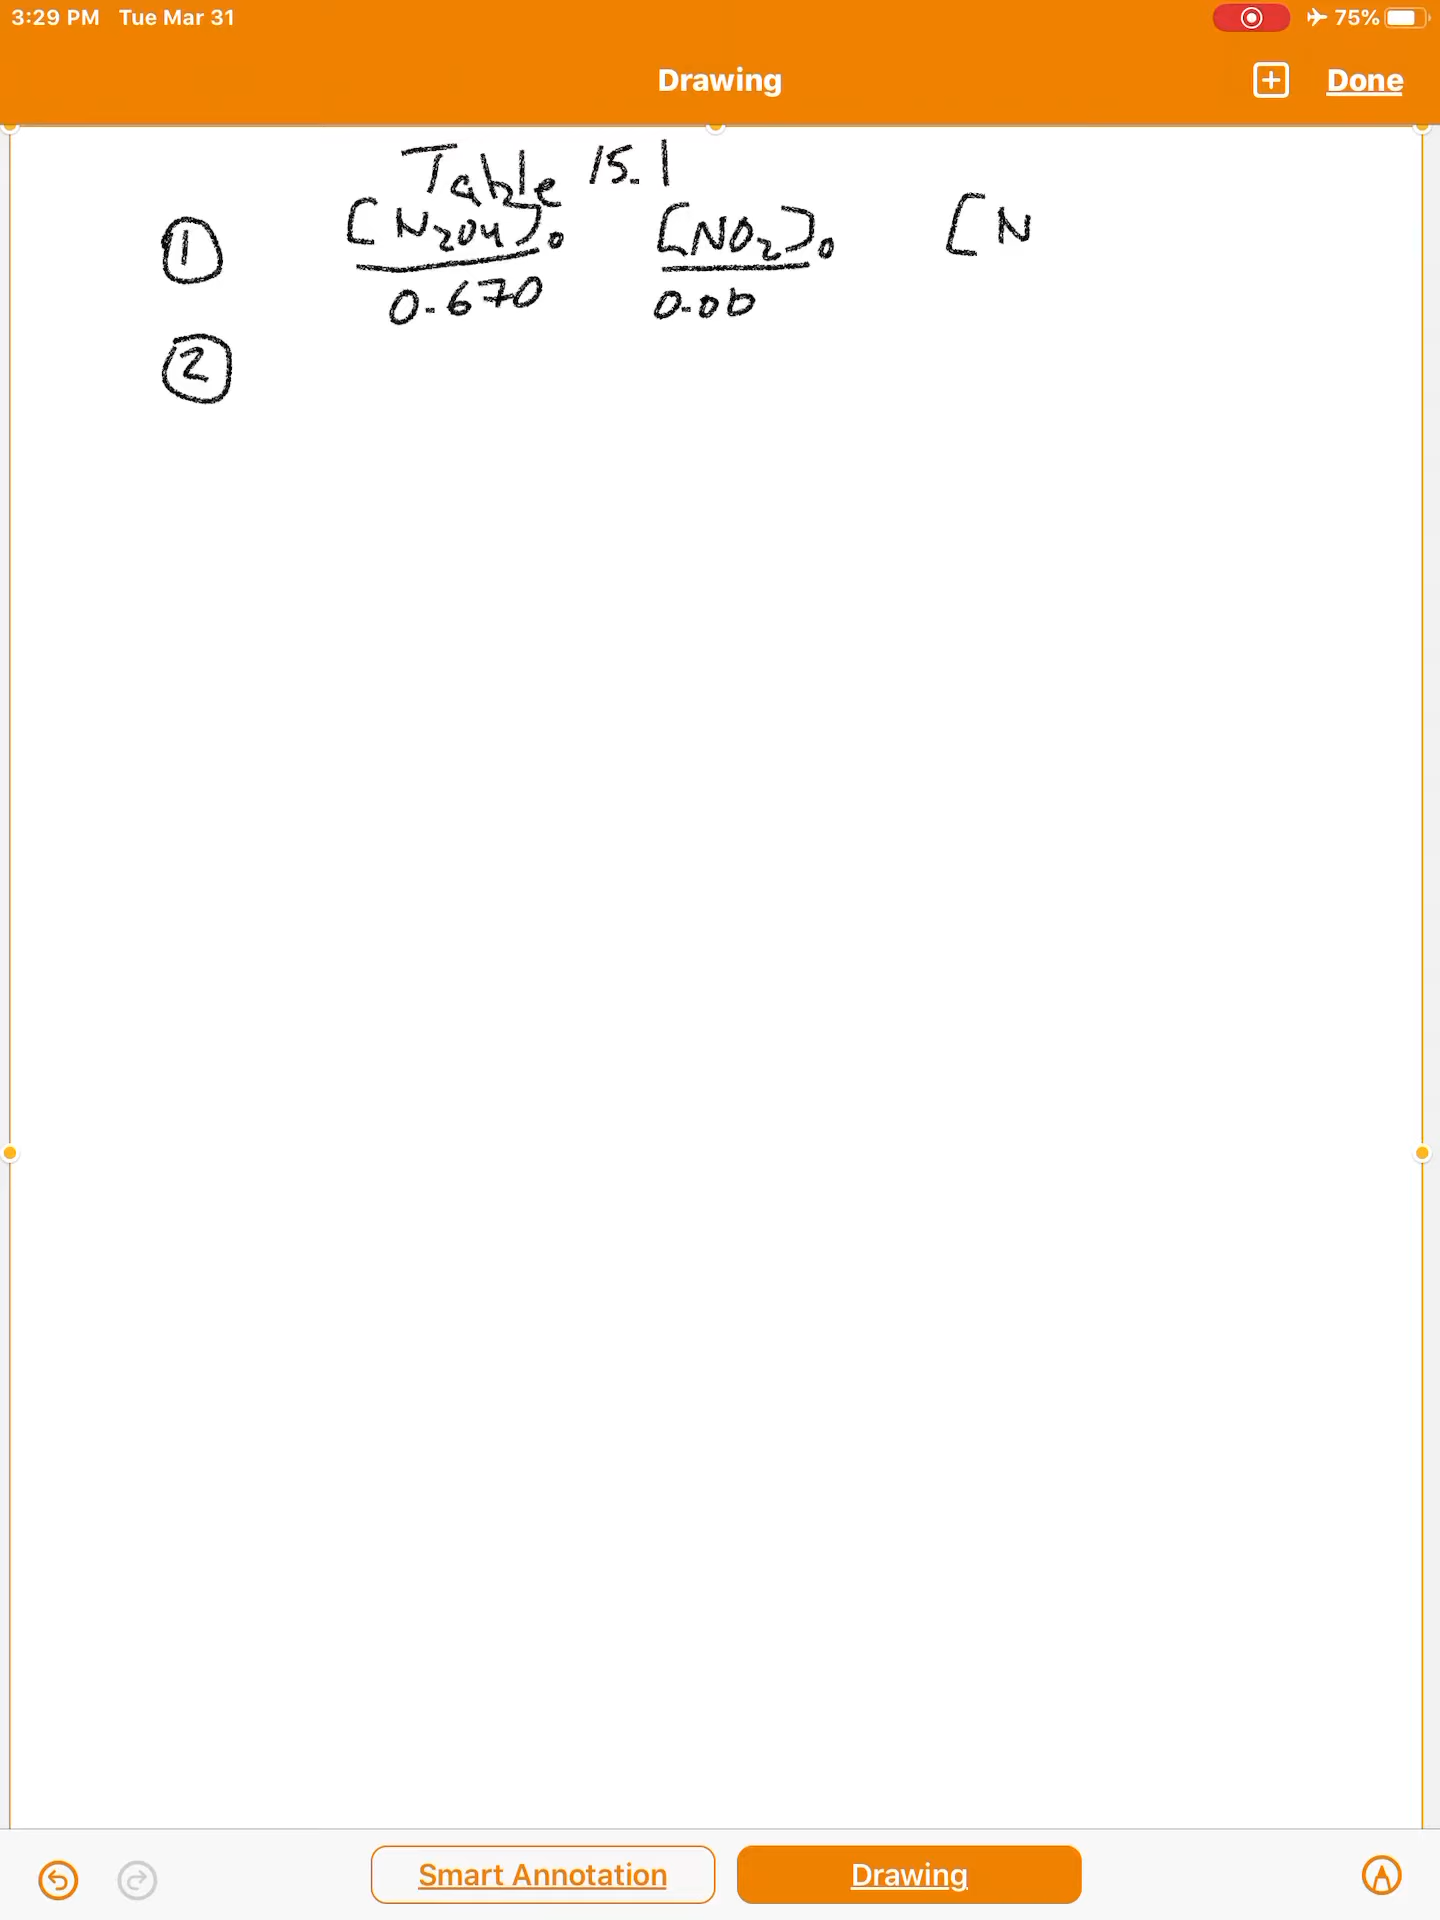 3:29 PM Tue Mar 31 75%
Drawing Done
Table 15.1
① [N₂O₄]₀ [NO₂]₀ [N
0.670 0.00
②
Smart Annotation Drawing